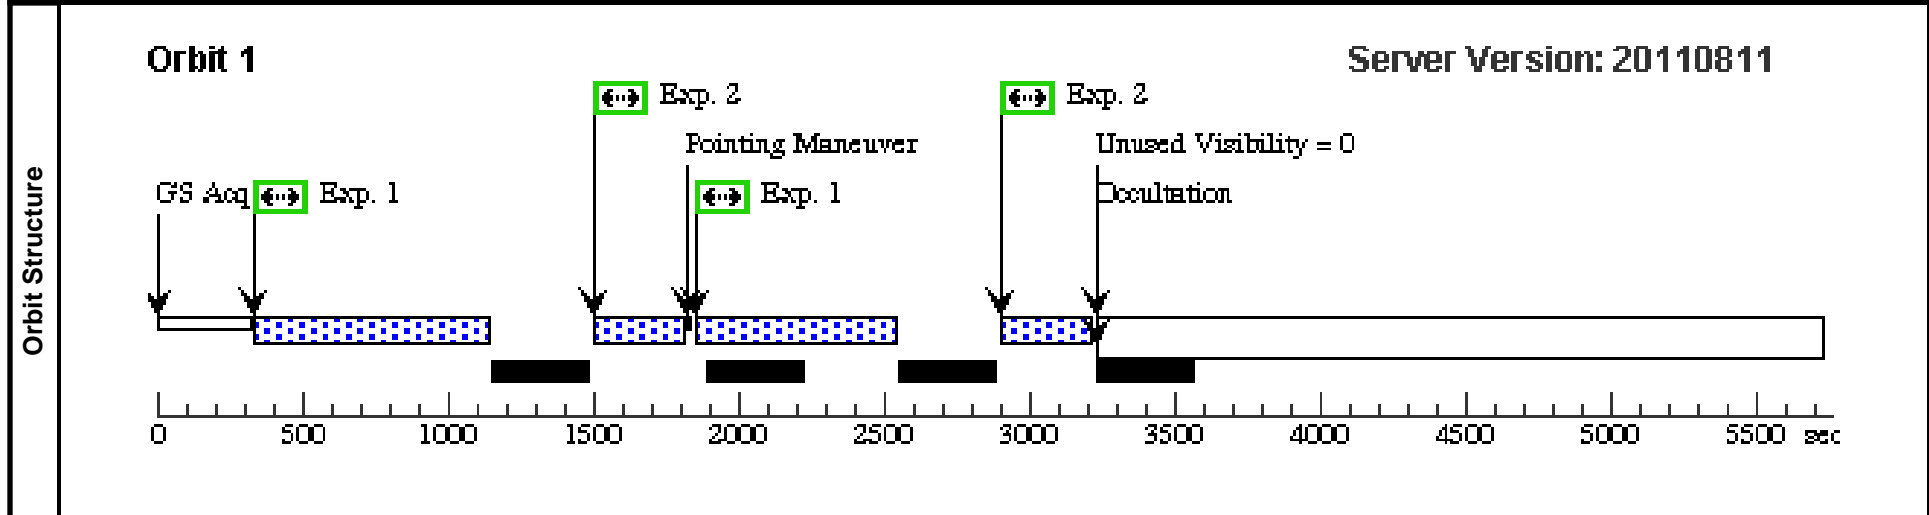 Orbit 1
Server Version: 20110811
Exp. 2
Exp. 2
Pointing Maneuver
Unused Visibility = 0
GS Acq
Exp. 1
Exp. 1
Occultation
Orbit Structure
0 500 1000 1500 2000 2500 3000 3500 4000 4500 5000 5500 sec